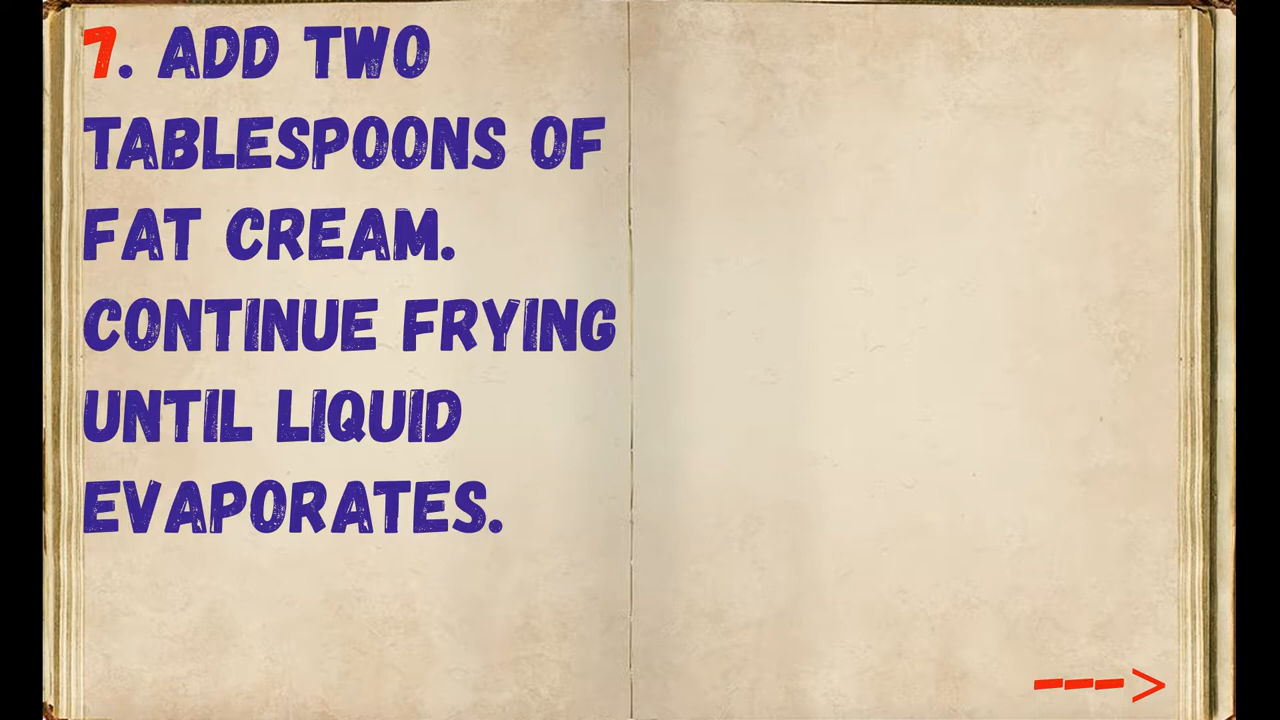 7. ADD TWO
TABLESPOONS OF
FAT CREAM.
CONTINUE FRYING
UNTIL LIQUID
EVAPORATES.
--->